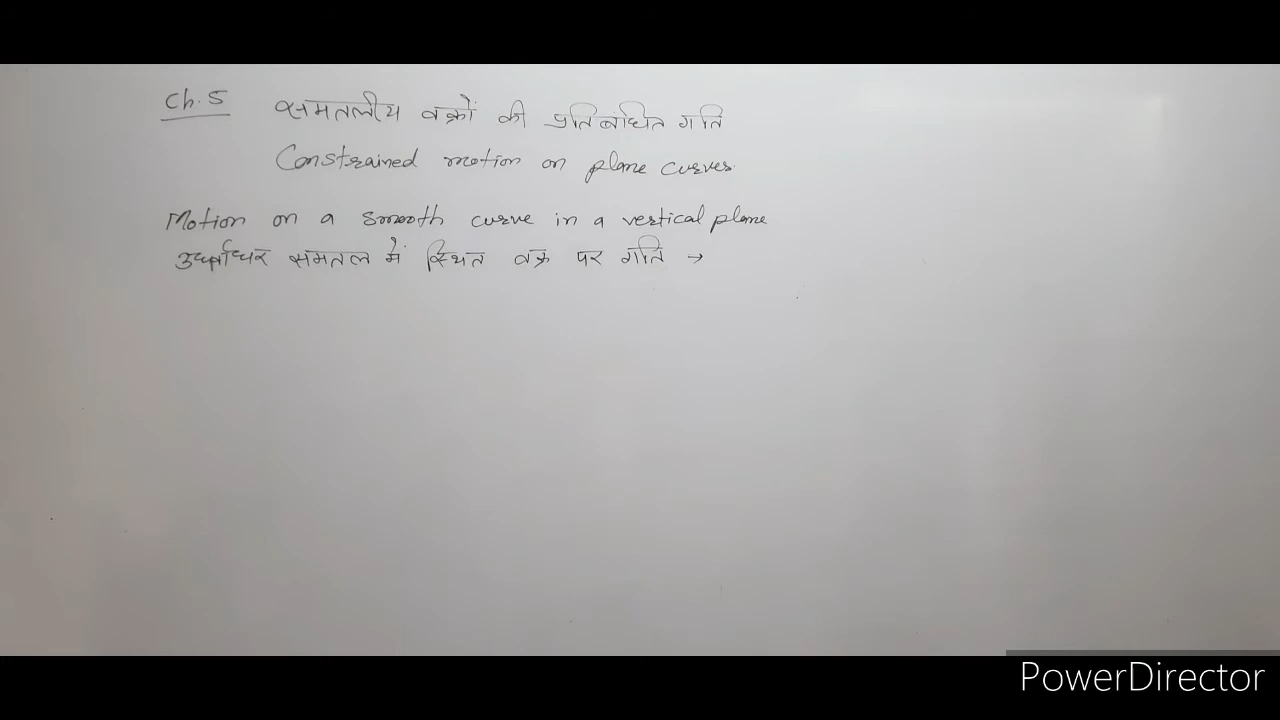 Ch. 5 समतलीय वक्रों की प्रतिबंधित गति
Constrained motion on plane curves.
Motion on a smooth curve in a vertical plane
उर्ध्वाधर समतल में स्थित वक्र पर गति →
PowerDirector